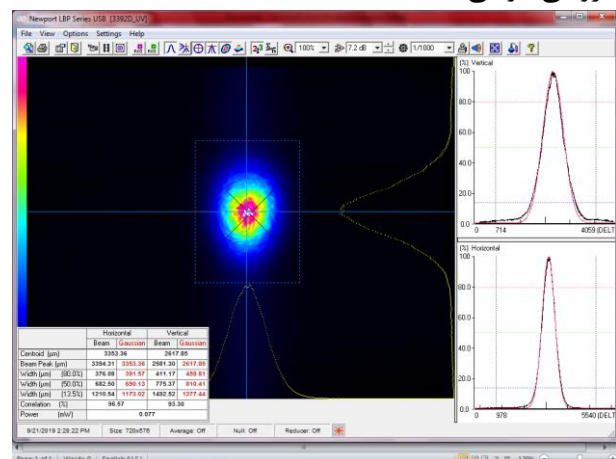 Newport LBP Series USB [3392D_UV]
File View Options Settings Help
100% 7.2 dB 1/1000
[%] Vertical
100.0
80.0
60.0
40.0
20.0
0.0
0 714 4059 (DELT
[%] Horizontal
100.0
80.0
60.0
40.0
20.0
0.0
0 978 5540 (DELT
Horizontal Vertical
Beam Gaussian Beam Gaussian
Centroid (µm) 3353.36 2617.85
Beam Peak (µm) 3394.31 3353.36 2581.30 2617.85
Width (µm) (80.0%) 376.08 391.57 411.17 459.81
Width (µm) (50.0%) 682.50 690.13 775.37 810.41
Width (µm) (13.5%) 1210.54 1173.02 1492.52 1377.44
Correlation (%) 96.57 93.30
Power (mW) 0.077
9/21/2019 2:29:22 PM Size: 720x576 Average: Off Null: Off Reducer: Off